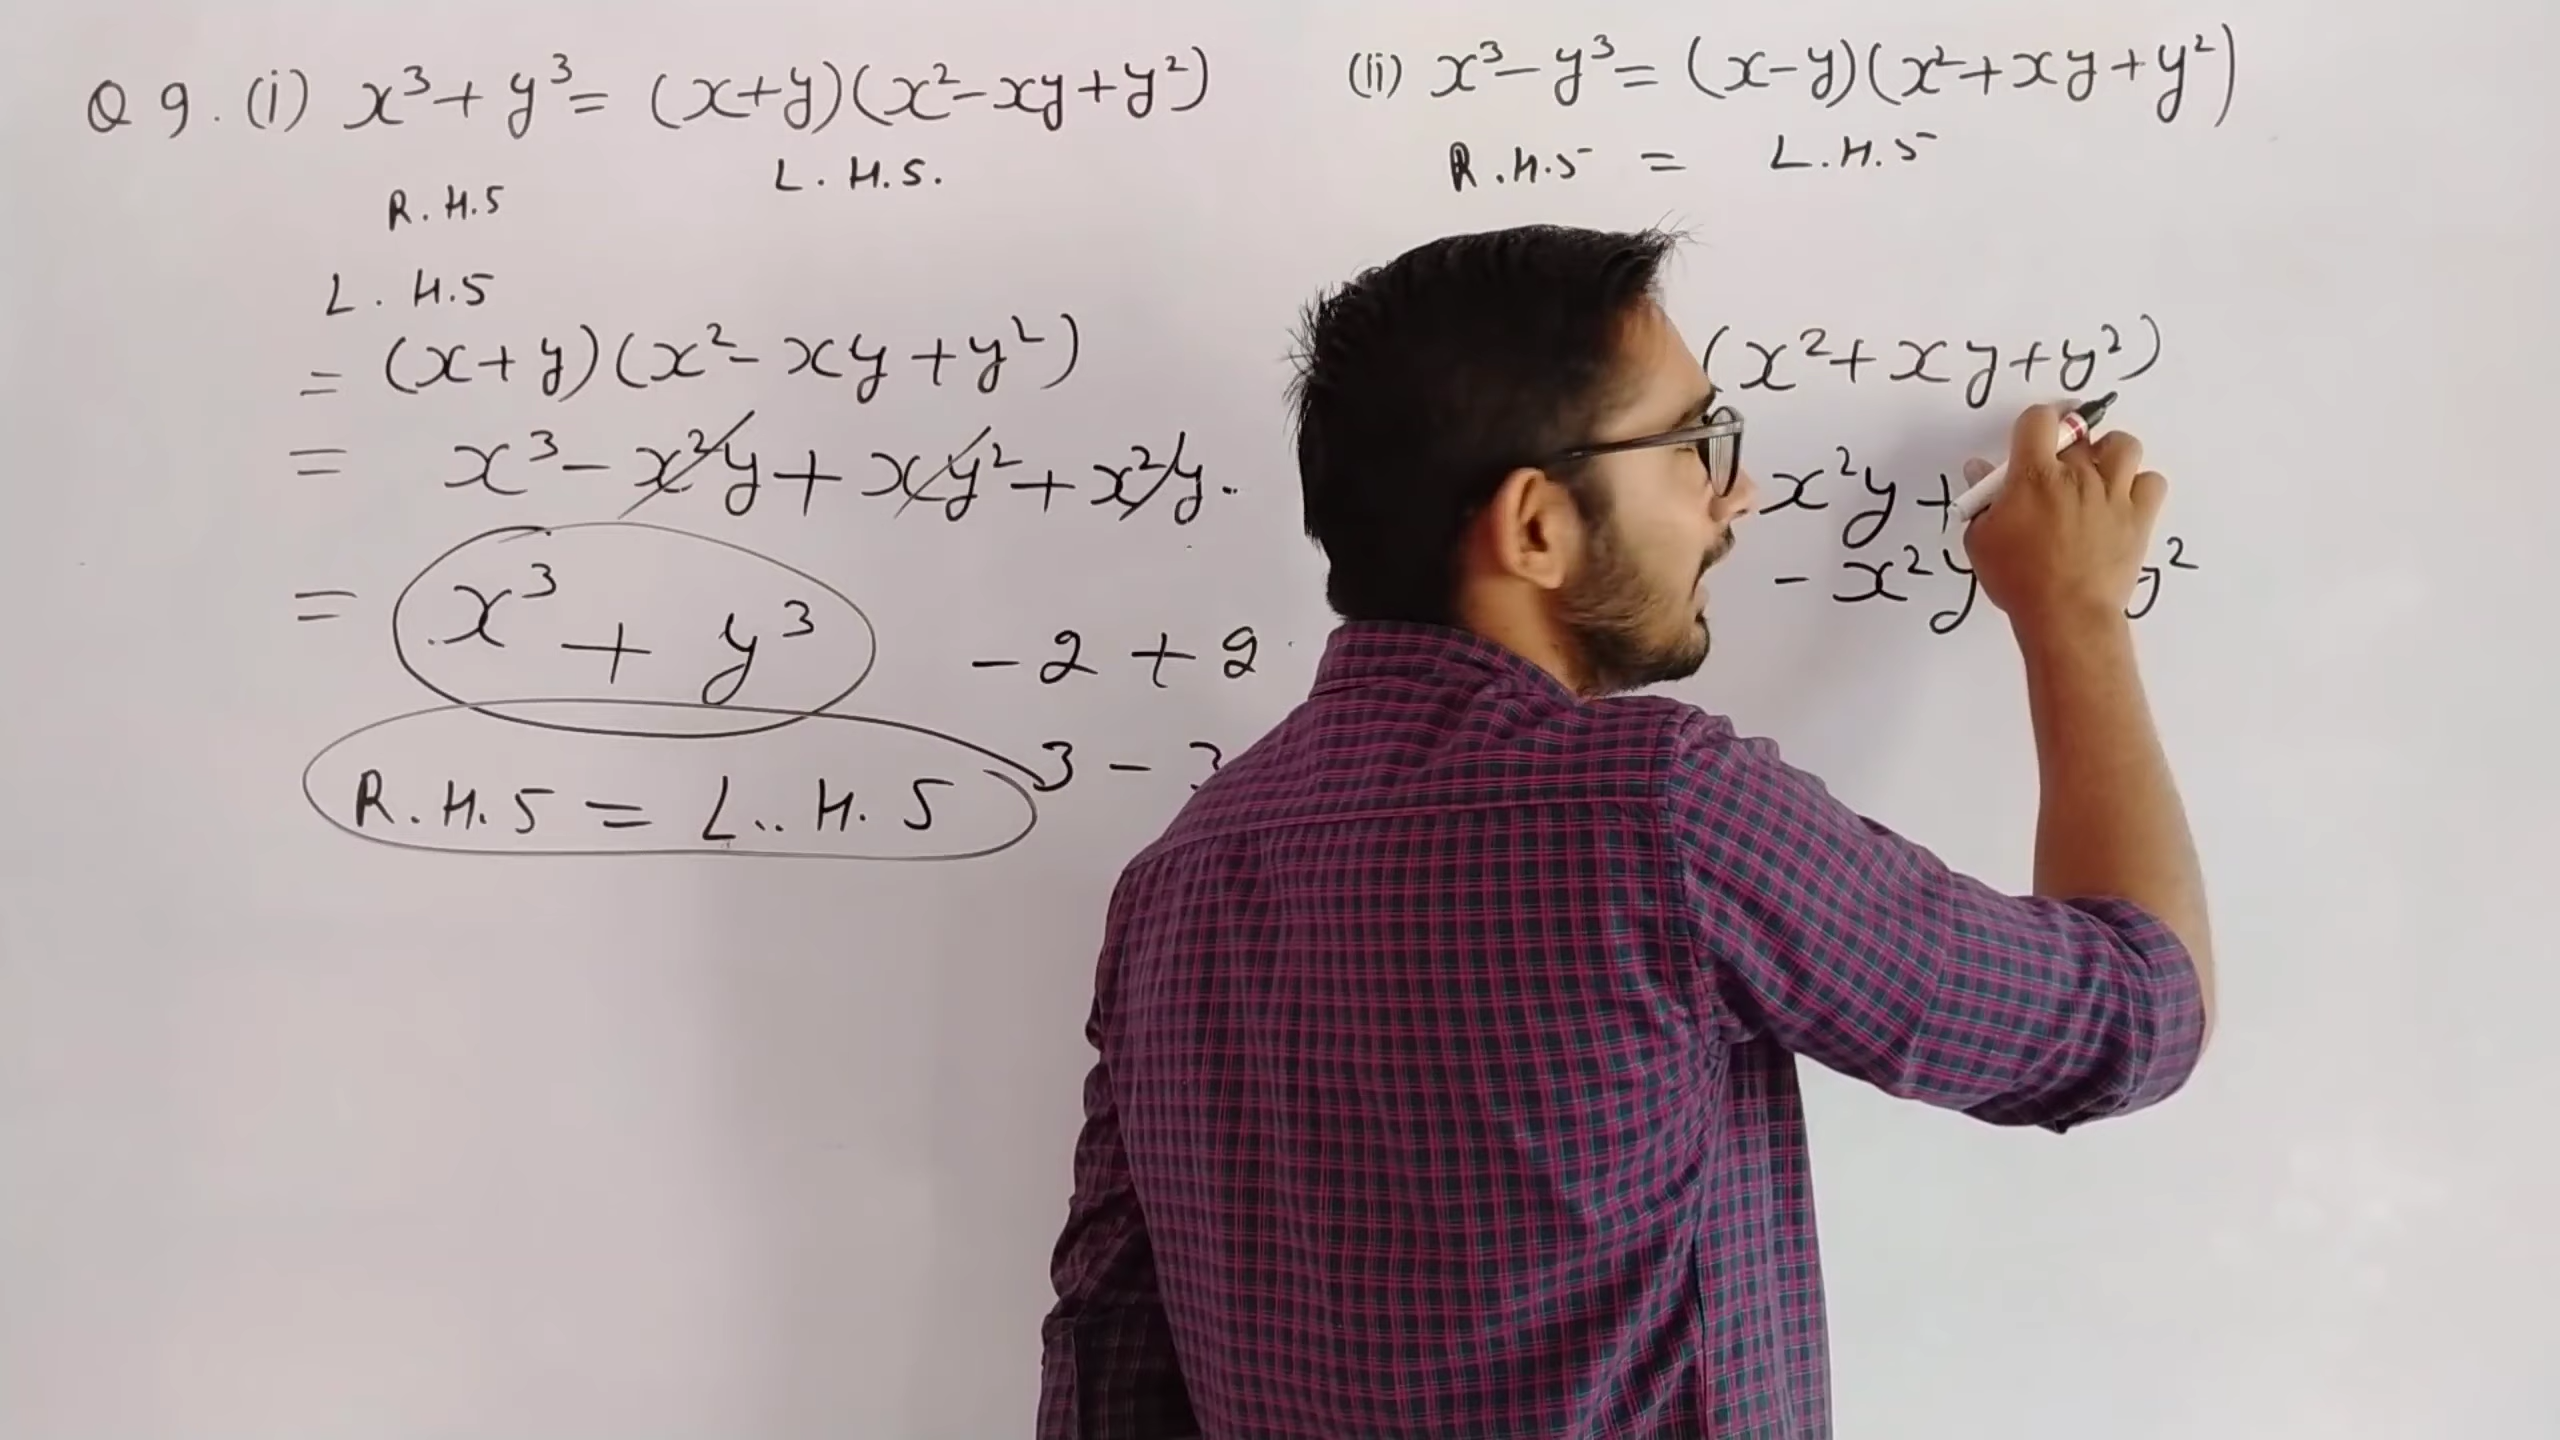 Q 9. (i) x³ + y³ = (x+y)(x² - xy + y²)
L. H.S.
R. H.S
L. H.S
= (x + y)(x² - xy + y²)
= x³ - x²y + xy² + x²y
= x³ + y³
- 2 + 2
3 -
R.H.S = L.H.S
(ii) x³ - y³ = (x-y)(x² + xy + y²)
R.H.S = L.H.S
(x² + xy + y²)
x²y +
- x²y y²